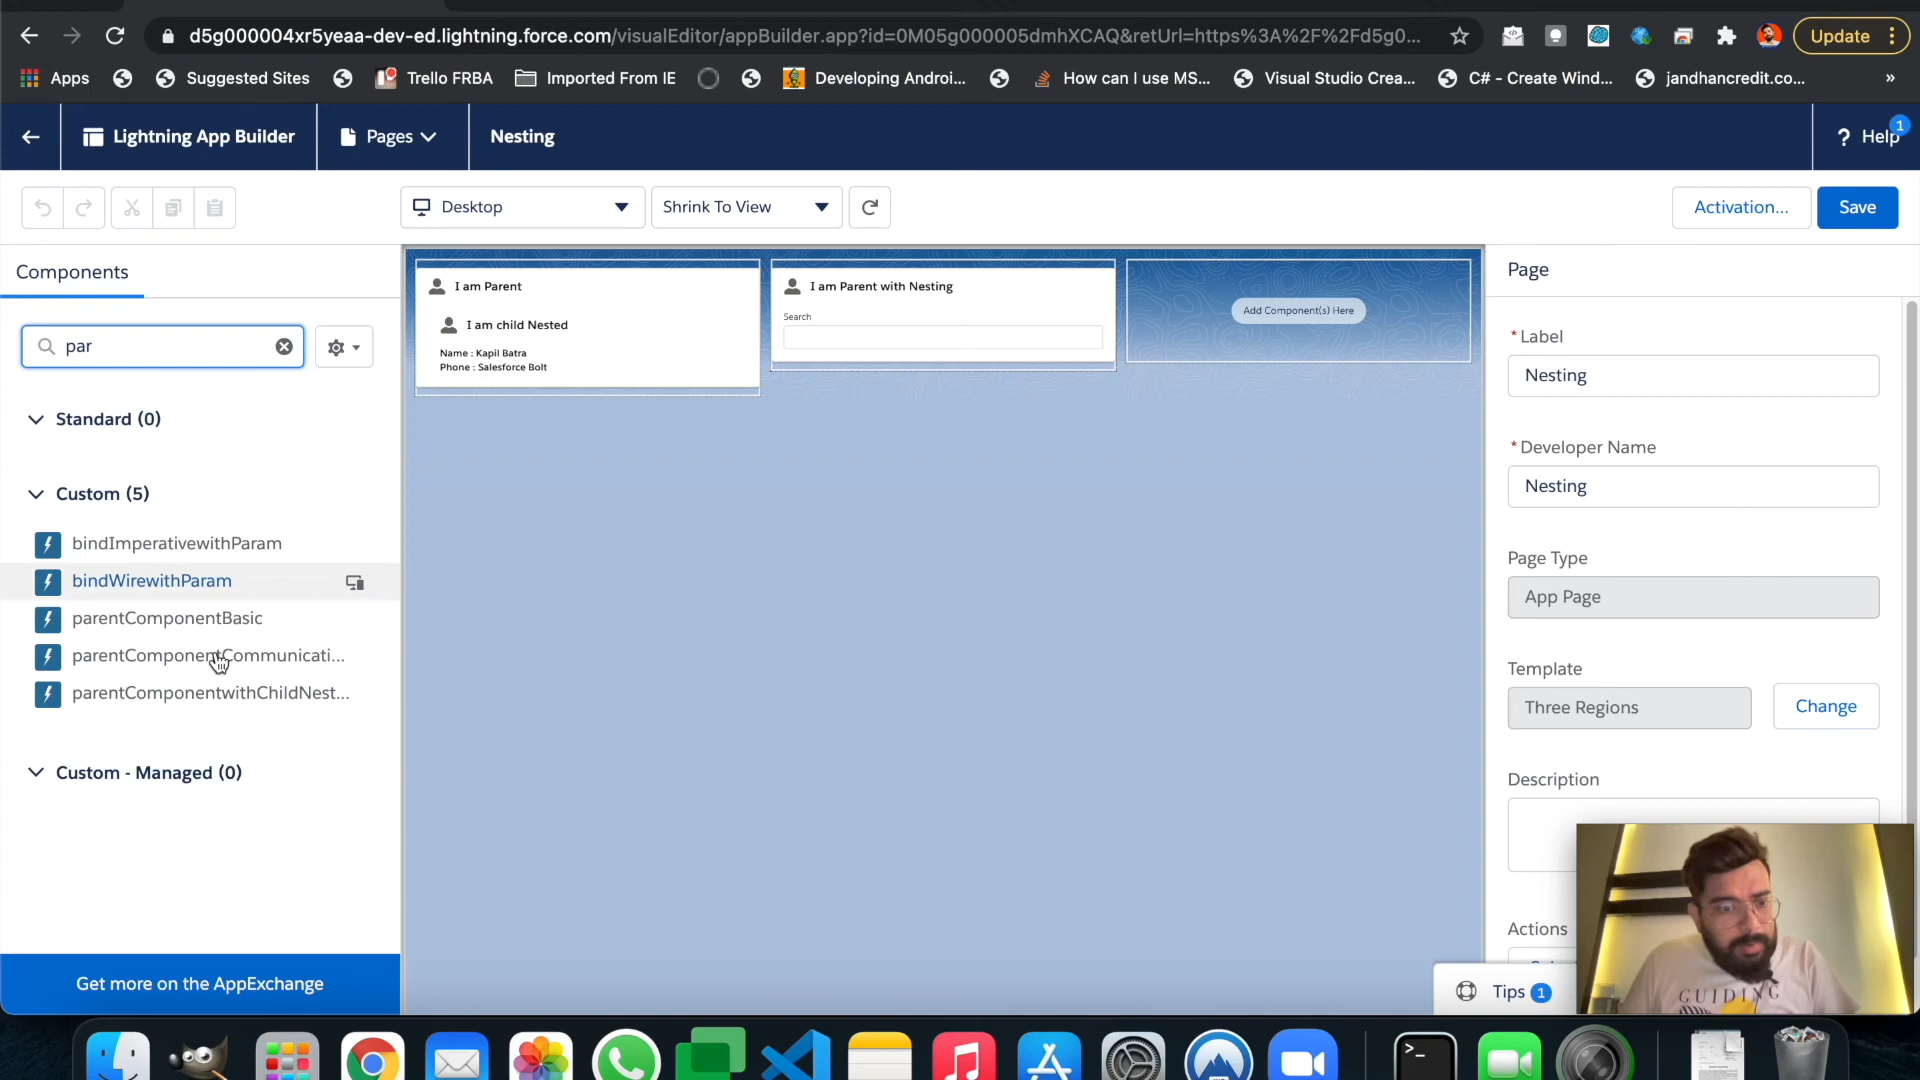 d5g000004xr5yeaa-dev-ed.lightning.force.com/visualEditor/appBuilder.app?id=0M05g000005dmhXCAQ&retUrl=https%3A%2F%2Fd5g0...
Update
Apps
Suggested Sites
Trello FRBA
Imported From IE
Developing Androi...
How can I use MS...
Visual Studio Crea...
C# - Create Wind...
jandhancredit.co...
»
Lightning App Builder
Pages
Nesting
? Help
1
Desktop
Shrink To View
Activation...
Save
Components
par
Standard (0)
Custom (5)
bindImperativewithParam
bindWirewithParam
parentComponentBasic
parentComponentCommunicati...
parentComponentwithChildNest...
Custom - Managed (0)
Get more on the AppExchange
I am Parent
I am child Nested
Name : Kapil Batra
Phone : Salesforce Bolt
I am Parent with Nesting
Search
Add Component(s) Here
Page
* Label
Nesting
* Developer Name
Nesting
Page Type
App Page
Template
Three Regions
Change
Description
Actions
Tips 1
GUIDING